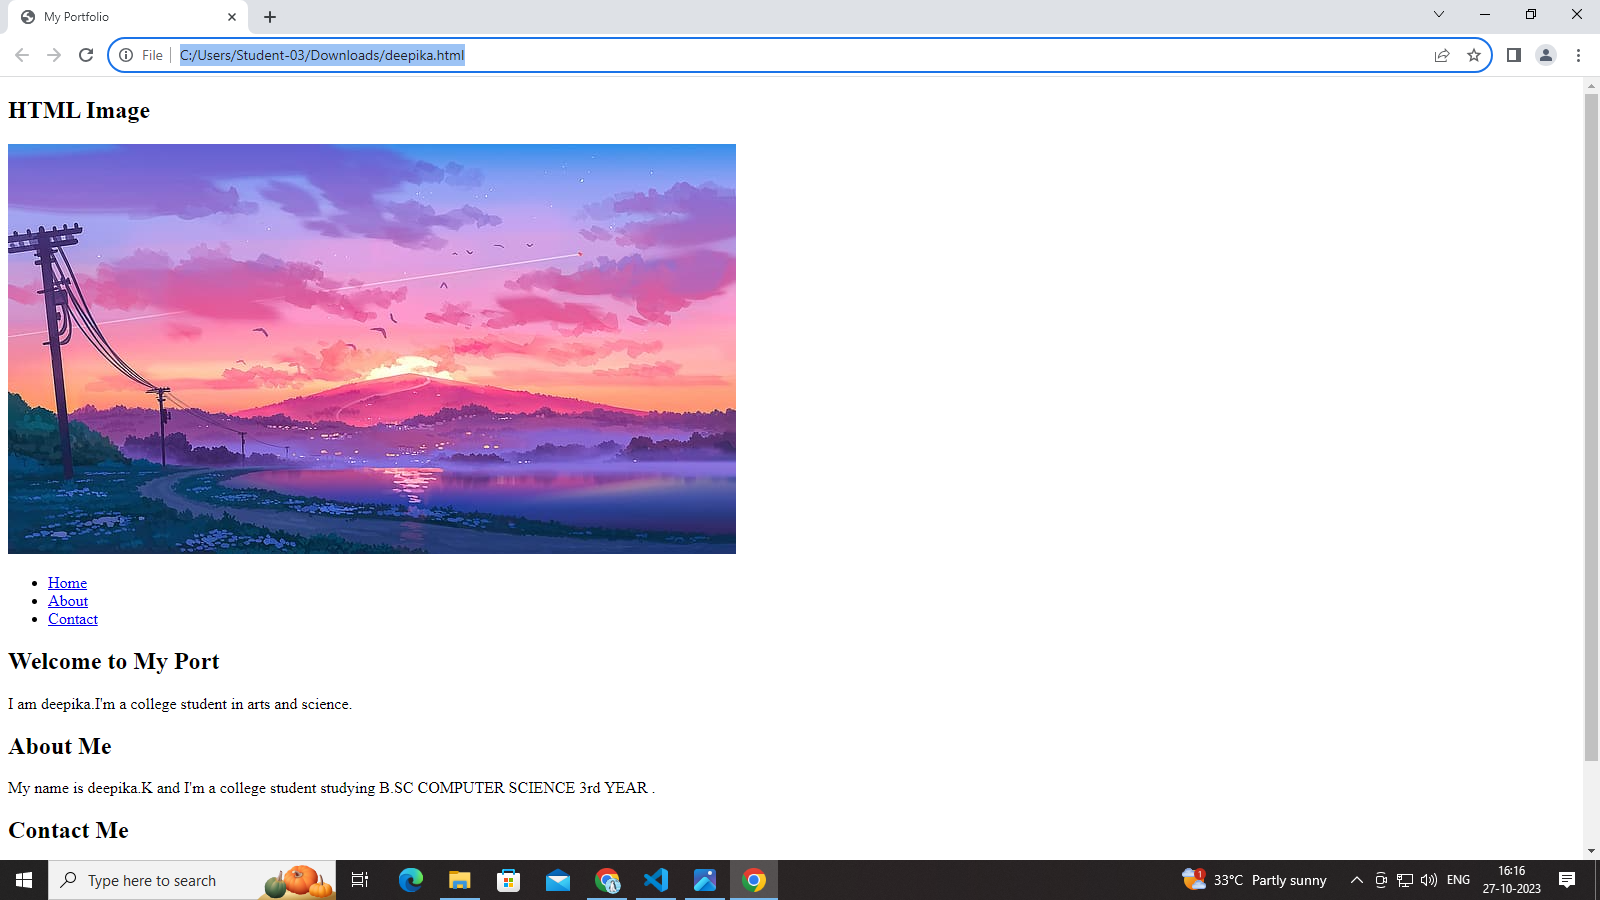 My Portfolio
File
C:/Users/Student-03/Downloads/deepika.html
HTML Image
Home
About
Contact
Welcome to My Port
I am deepika.I'm a college student in arts and science.
About Me
My name is deepika.K and I'm a college student studying B.SC COMPUTER SCIENCE 3rd YEAR .
Contact Me
Type here to search
1
33°C Partly sunny
ENG
16:16
27-10-2023